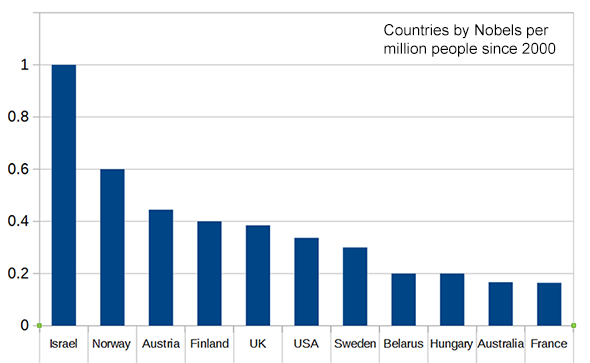 Countries by Nobels per
million people since 2000
1
0.8
0.6
0.4
0.2
0
Israel Norway Austria Finland UK USA Sweden Belarus Hungary Australia France